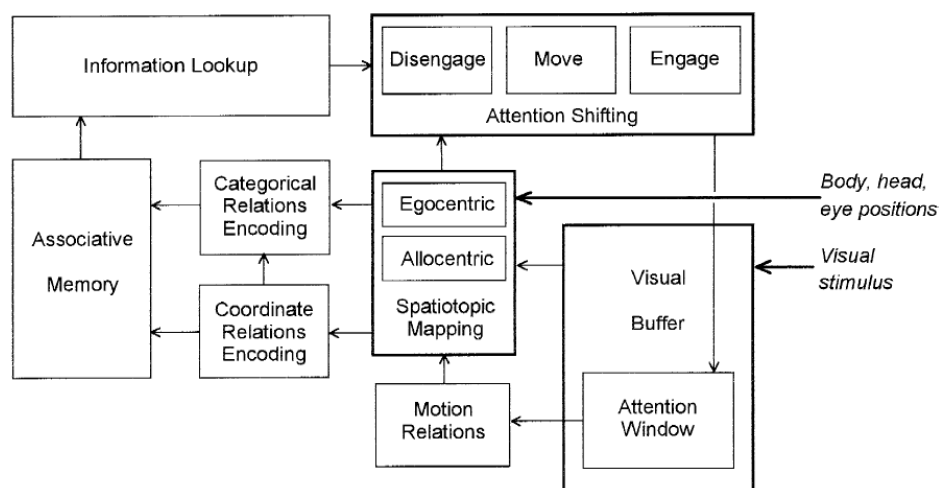 Information Lookup
Disengage
Move
Engage
Attention Shifting
Associative
Memory
Categorical
Relations
Encoding
Coordinate
Relations
Encoding
Egocentric
Allocentric
Spatiotopic
Mapping
Motion
Relations
Visual
Buffer
Attention
Window
Body, head,
eye positions
Visual
stimulus